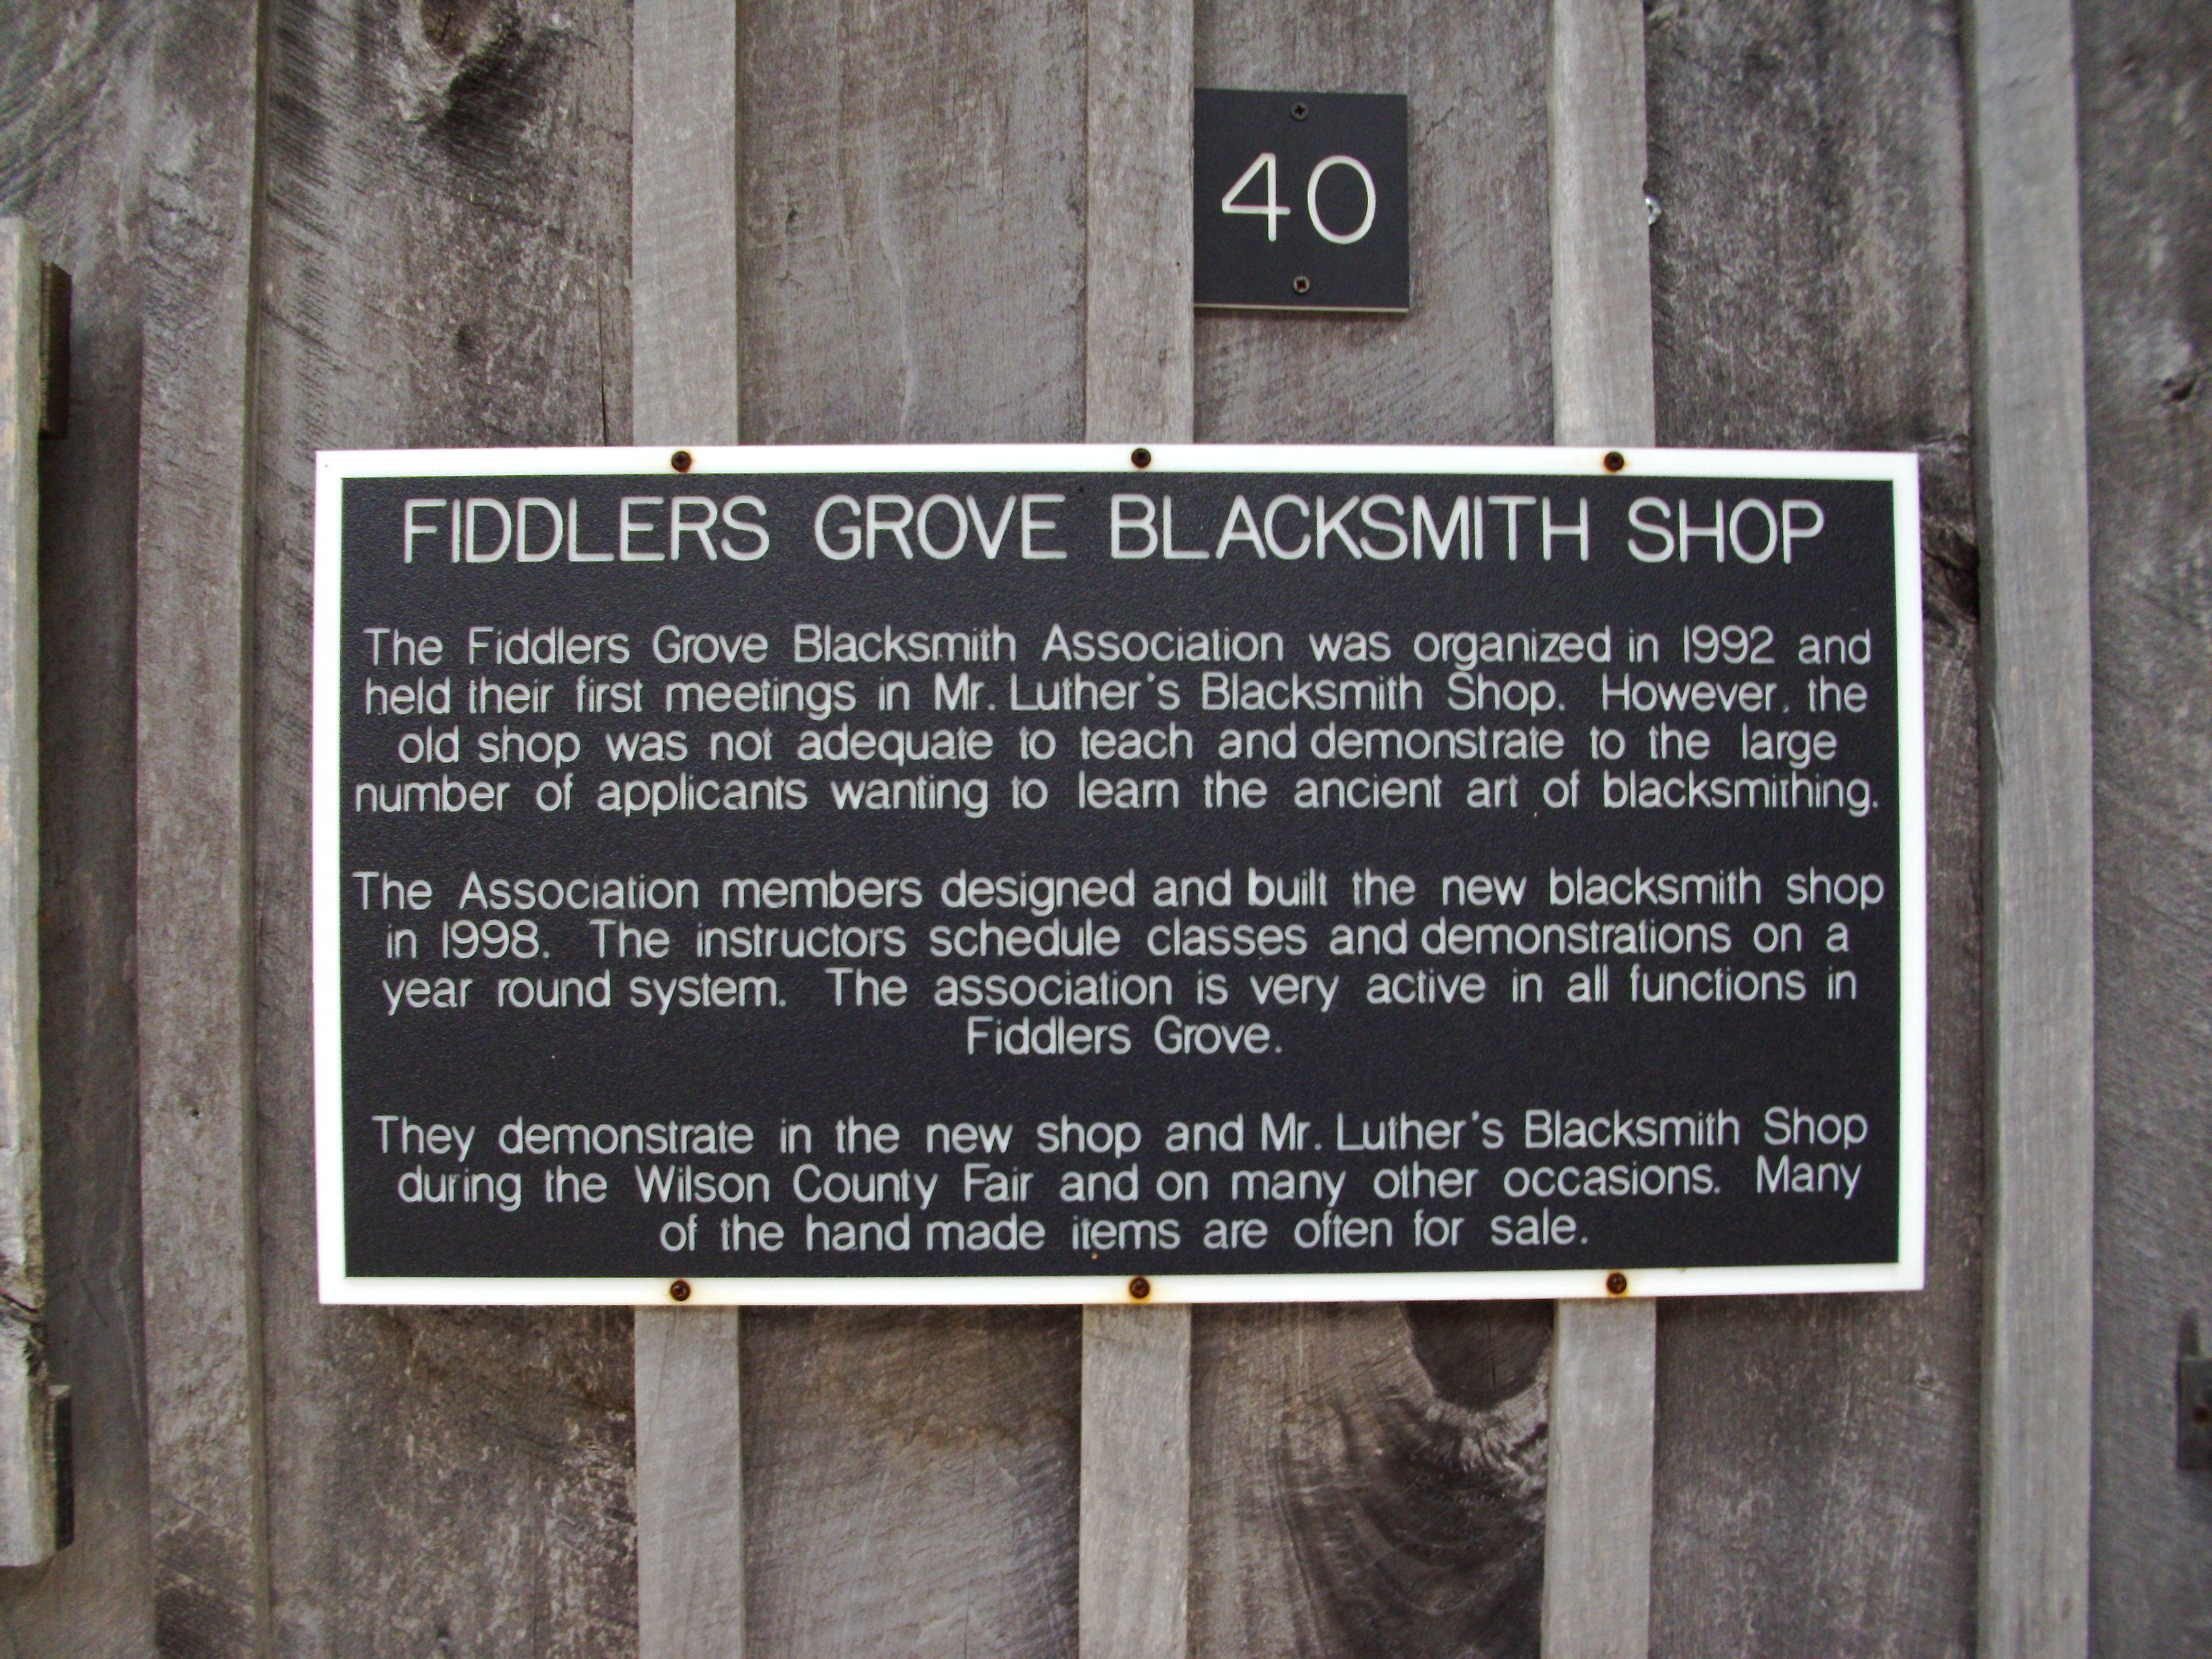 40
FIDDLERS GROVE BLACKSMITH SHOP
The Fiddlers Grove Blacksmith Association was organized in 1992 and
held their first meetings in Mr. Luther's Blacksmith Shop. However, the
old shop was not adequate to teach and demonstrate to the large
number of applicants wanting to learn the ancient art of blacksmithing.
The Association members designed and built the new blacksmith shop
in 1998. The instructors schedule classes and demonstrations on a
year round system. The association is very active in all functions in
Fiddlers Grove.
They demonstrate in the new shop and Mr. Luther's Blacksmith Shop
during the Wilson County Fair and on many other occasions. Many
of the hand made items are often for sale.